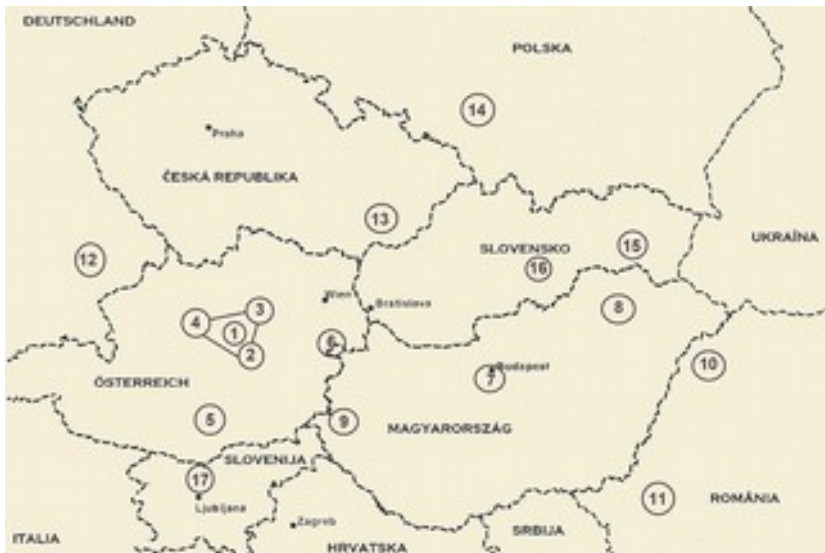 DEUTSCHLAND
POLSKA
14
Praha
ČESKÁ REPUBLIKA
13
12
SLOVENSKO
15
16
UKRAÏNA
Wien
Bratislava
3
4
1
2
8
6
Budapest
7
10
ÖSTERREICH
5
9
MAGYARORSZÁG
SLOVENIJA
17
Ljubljana
11
ROMÂNIA
Zagreb
SRBIJA
ITALIA
HRVATSKA